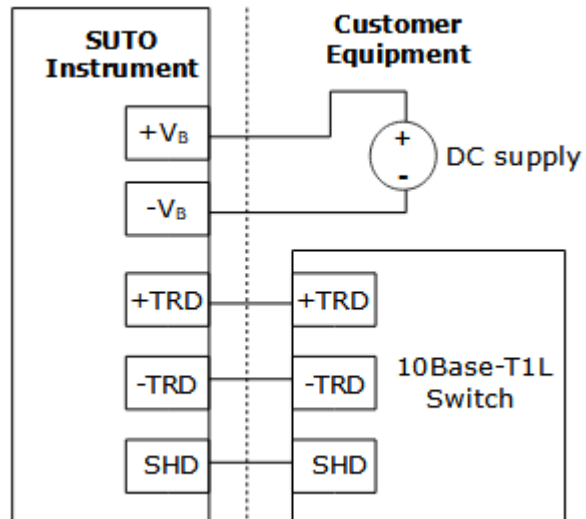 SUTO
Instrument
Customer
Equipment
+VB
-VB
+
-
DC supply
+TRD
-TRD
SHD
+TRD
-TRD
SHD
10Base-T1L
Switch